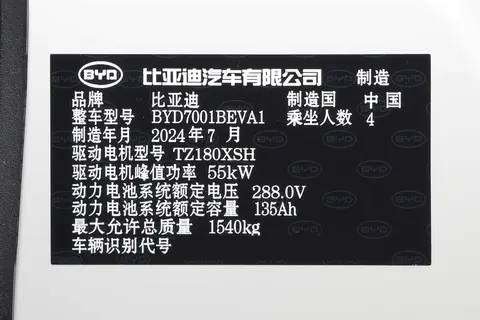 BYD 比亚迪汽车有限公司 制造
品牌 比亚迪 制造国 中国
整车型号 BYD7001BEVA1 乘坐人数 4
制造年月 2024年7月
驱动电机型号 TZ180XSH
驱动电机峰值功率 55kW
动力电池系统额定电压 288.0V
动力电池系统额定容量 135Ah
最大允许总质量 1540kg
车辆识别代号